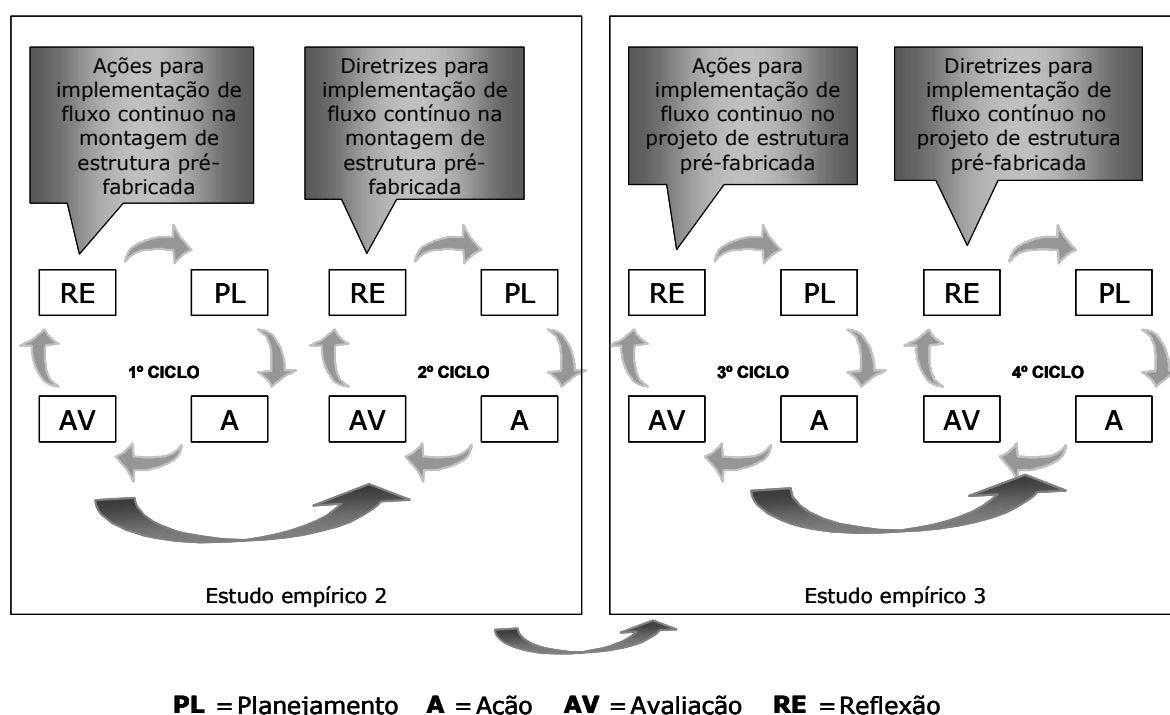 Ações para
implementação de
fluxo continuo na
montagem de
estrutura pré-
fabricada
Diretrizes para
implementação de
fluxo contínuo na
montagem de
estrutura pré-
fabricada
RE
PL
1º CICLO
AV
A
RE
PL
2º CICLO
AV
A
Estudo empírico 2
Ações para
implementação de
fluxo continuo no
projeto de estrutura
pré-fabricada
Diretrizes para
implementação de
fluxo contínuo no
projeto de estrutura
pré-fabricada
RE
PL
3º CICLO
AV
A
RE
PL
4º CICLO
AV
A
Estudo empírico 3
PL = Planejamento A = Ação AV = Avaliação RE = Reflexão